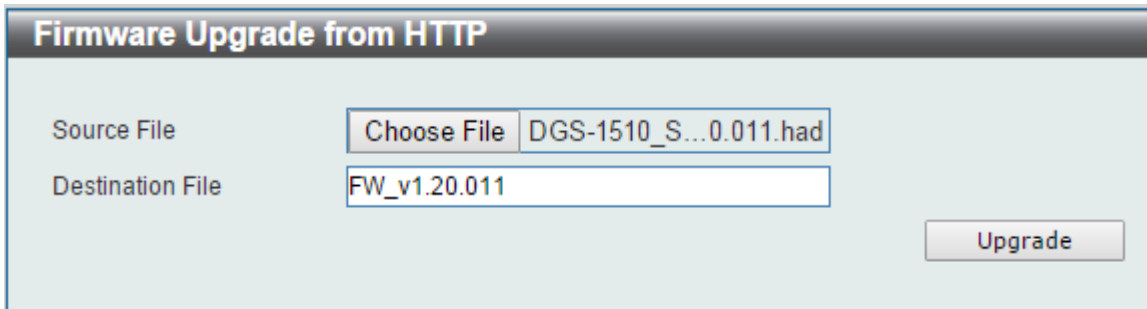 Firmware Upgrade from HTTP
Source File Choose File DGS-1510_S...0.011.had
Destination File FW_v1.20.011
Upgrade